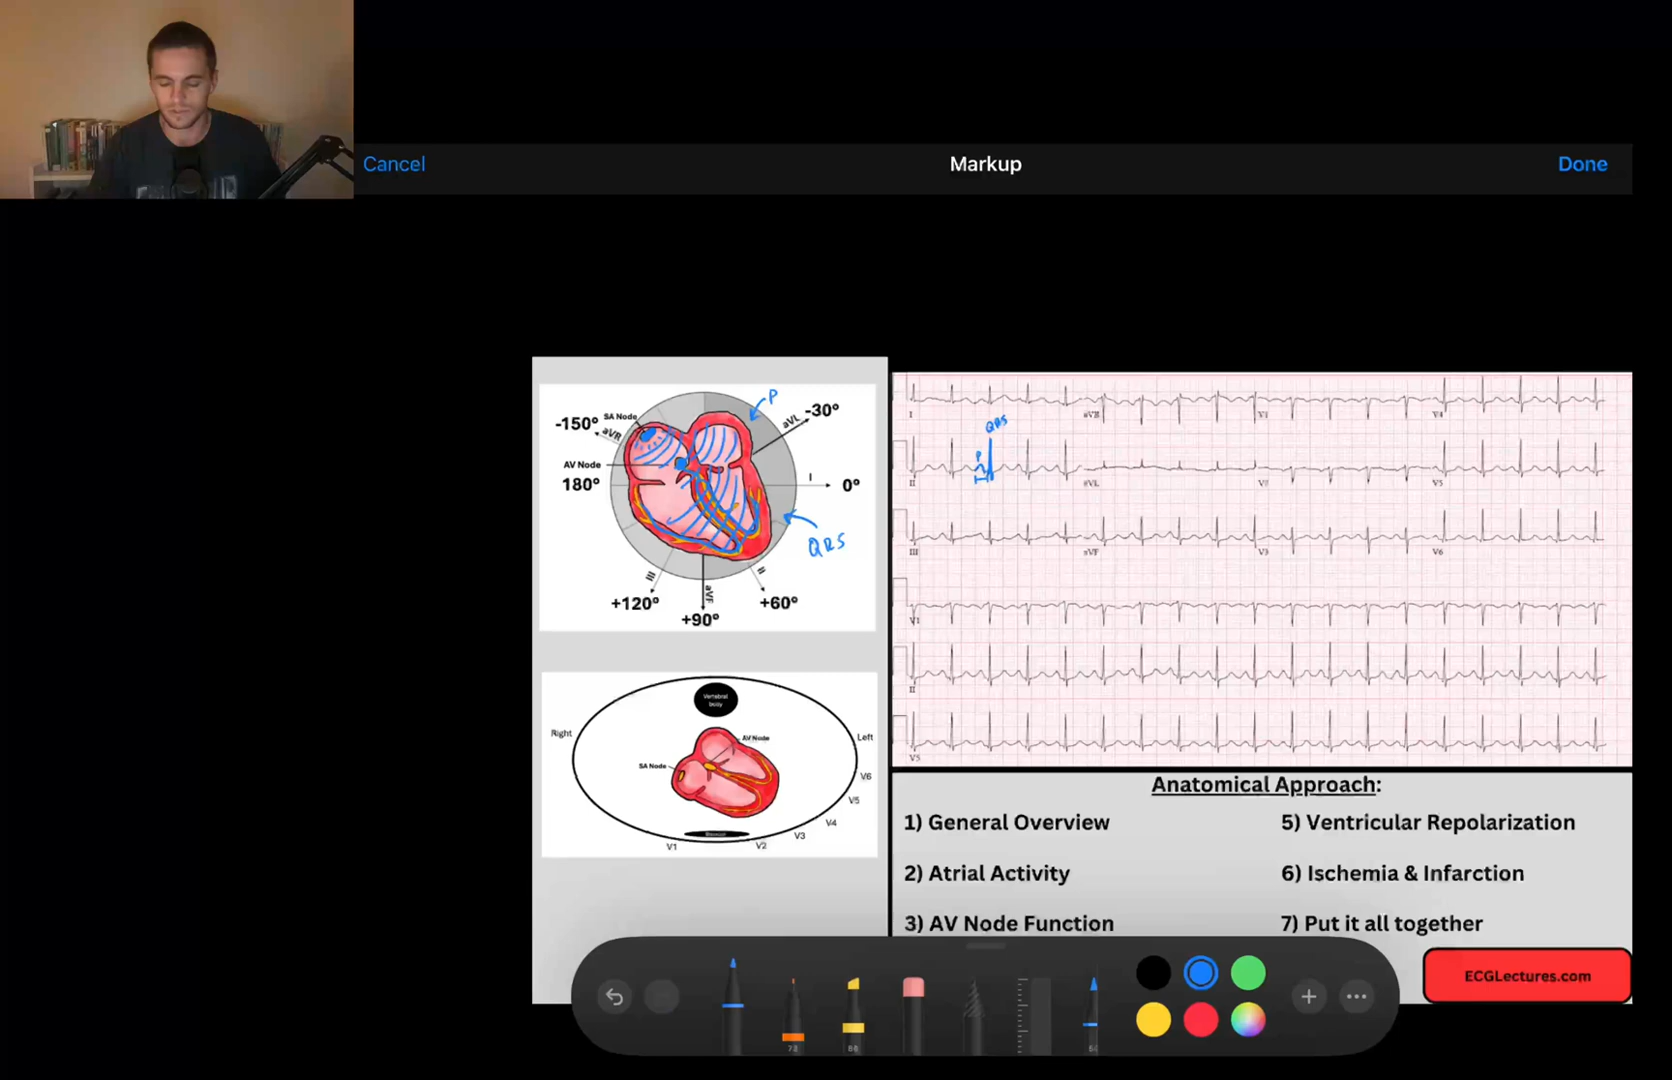 Cancel
Markup
Done
P
SA Node
-30°
-150°
aVL
aVR
AV Node
I
180°
0°
QRS
III
II
aVF
+120°
+60°
+90°
Vertebral
body
Right
AV Node
Left
SA Node
V6
V5
V4
V3
V1
V2
I
aVR
V1
V4
QRS
P
II
aVL
V2
V5
III
aVF
V3
V6
V1
II
V5
Anatomical Approach:
1) General Overview
5) Ventricular Repolarization
2) Atrial Activity
6) Ischemia & Infarction
3) AV Node Function
7) Put it all together
ECGLectures.com